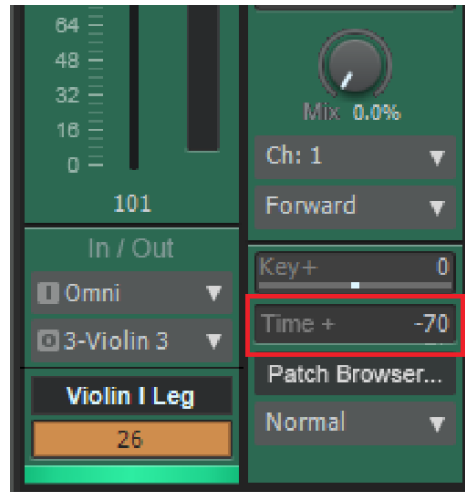 64
48
32
16
0
101
In / Out
I Omni
O 3-Violin 3
Violin I Leg
26
Mix 0.0%
Ch: 1
Forward
Key+ 0
Time + -70
Patch Browser...
Normal